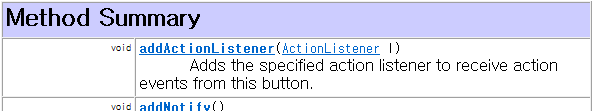 Method Summary
void addActionListener(ActionListener l)
Adds the specified action listener to receive action
events from this button.
void addNotify()